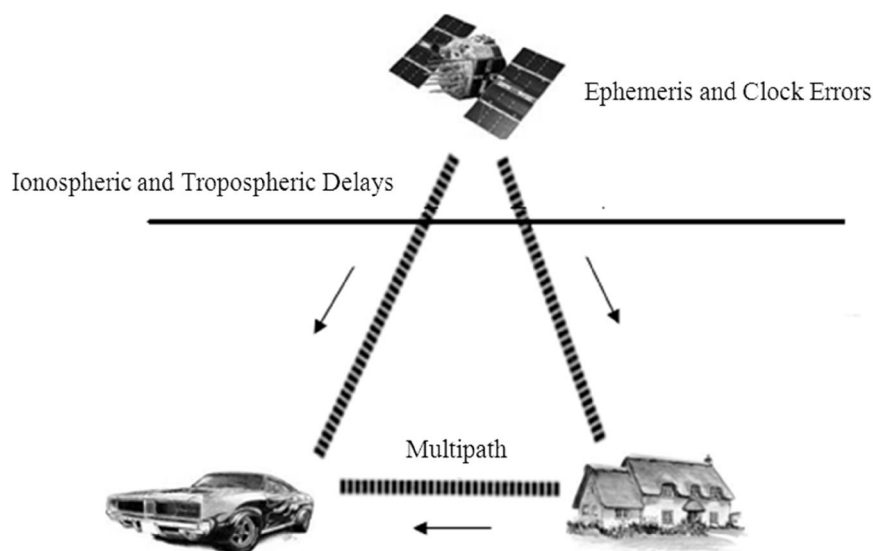 Ephemeris and Clock Errors
Ionospheric and Tropospheric Delays
Multipath